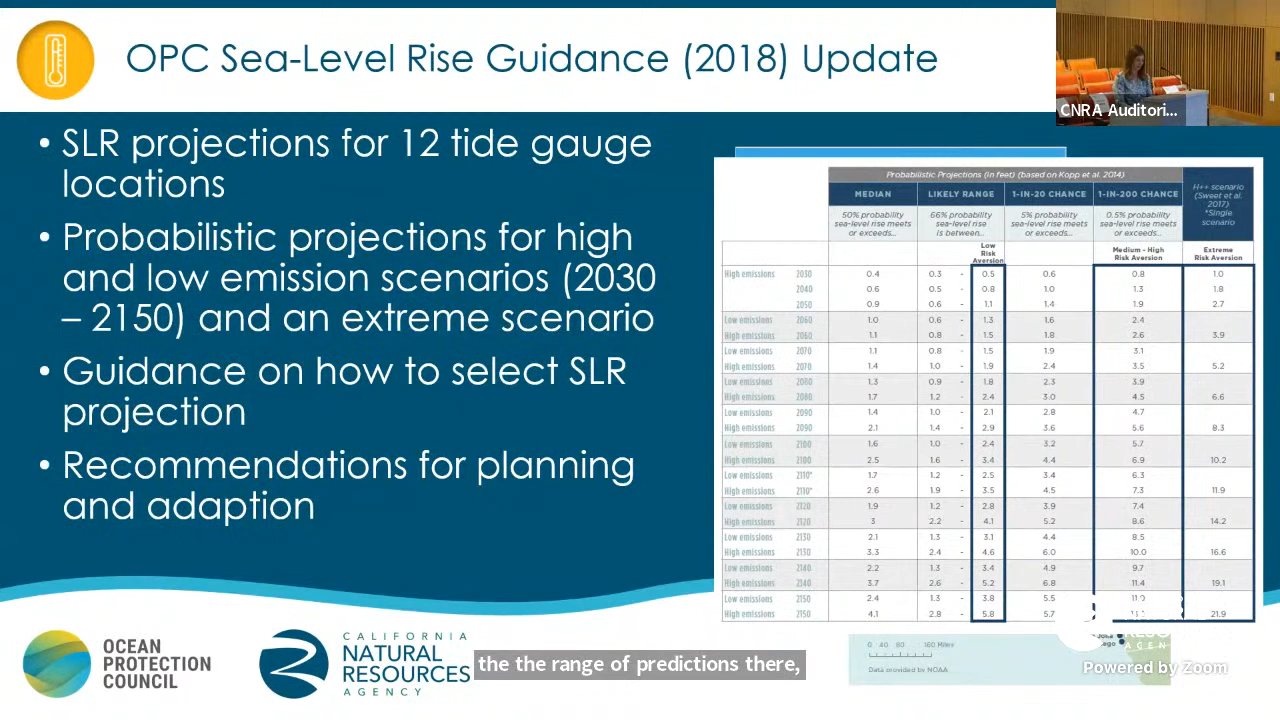 OPC Sea-Level Rise Guidance (2018) Update
CNRA Auditori...
• SLR projections for 12 tide gauge
locations
• Probabilistic projections for high
and low emission scenarios (2030
– 2150) and an extreme scenario
• Guidance on how to select SLR
projection
• Recommendations for planning
and adaption
Probabilistic Projections (in feet) (based on Kopp et al. 2014)
H++ scenario
(Sweet et al.
2017)
*Single
scenario
MEDIAN LIKELY RANGE 1-IN-20 CHANCE 1-IN-200 CHANCE
50% probability 66% probability 5% probability 0.5% probability
sea-level rise meets sea-level rise sea-level rise meets sea-level rise meets
or exceeds... is between... or exceeds... or exceeds...
Low
Risk
Aversion
Medium - High
Risk Aversion
Extreme
Risk Aversion
High emissions 2030 0.4 0.3 - 0.5 0.6 0.8 1.0
2040 0.6 0.5 - 0.8 1.0 1.3 1.8
2050 0.9 0.6 - 1.1 1.4 1.9 2.7
Low emissions 2060 1.0 0.6 - 1.3 1.6 2.4
High emissions 2060 1.1 0.8 - 1.5 1.8 2.6 3.9
Low emissions 2070 1.1 0.8 - 1.5 1.9 3.1
High emissions 2070 1.4 1.0 - 1.9 2.4 3.5 5.2
Low emissions 2080 1.3 0.9 - 1.8 2.3 3.9
High emissions 2080 1.7 1.2 - 2.4 3.0 4.5 6.6
Low emissions 2090 1.4 1.0 - 2.1 2.8 4.7
High emissions 2090 2.1 1.4 - 2.9 3.6 5.6 8.3
Low emissions 2100 1.6 1.0 - 2.4 3.2 5.7
High emissions 2100 2.5 1.6 - 3.4 4.4 6.9 10.2
Low emissions 2110* 1.7 1.2 - 2.5 3.4 6.3
High emissions 2110* 2.6 1.9 - 3.5 4.5 7.3 11.9
Low emissions 2120 1.9 1.2 - 2.8 3.9 7.4
High emissions 2120 3 2.2 - 4.1 5.2 8.6 14.2
Low emissions 2130 2.1 1.3 - 3.1 4.4 8.5
High emissions 2130 3.3 2.4 - 4.6 6.0 10.0 16.6
Low emissions 2140 2.2 1.3 - 3.4 4.9 9.7
High emissions 2140 3.7 2.6 - 5.2 6.8 11.4 19.1
Low emissions 2150 2.4 1.3 - 3.8 5.5 11.0
High emissions 2150 4.1 2.8 - 5.8 5.7 21.9
0 40 80 160 Miles
Data provided by NOAA
Powered by Zoom
OCEAN
PROTECTION
COUNCIL
CALIFORNIA
NATURAL
RESOURCES
AGENCY
the the range of predictions there,